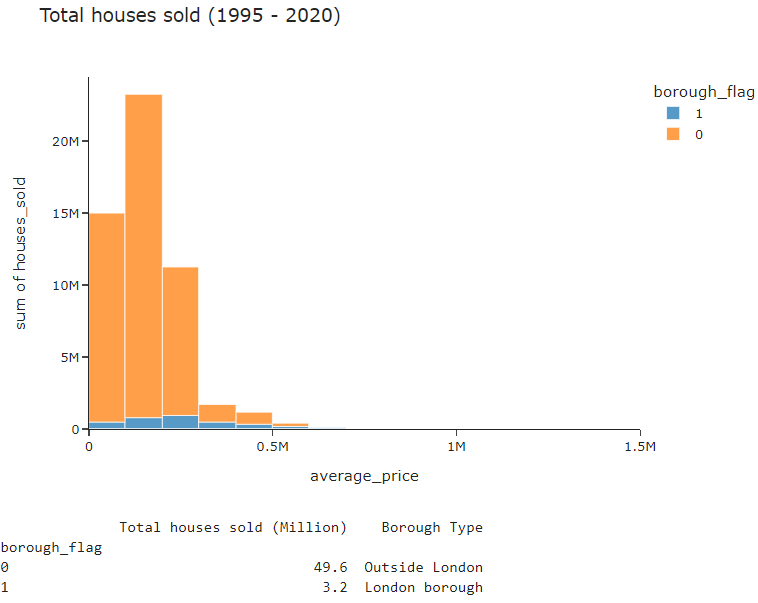 Total houses sold (1995 - 2020)
borough_flag
1
0
20M
15M
10M
5M
0
sum of houses_sold
0
0.5M
1M
1.5M
average_price
Total houses sold (Million) Borough Type
borough_flag
0 49.6 Outside London
1 3.2 London borough